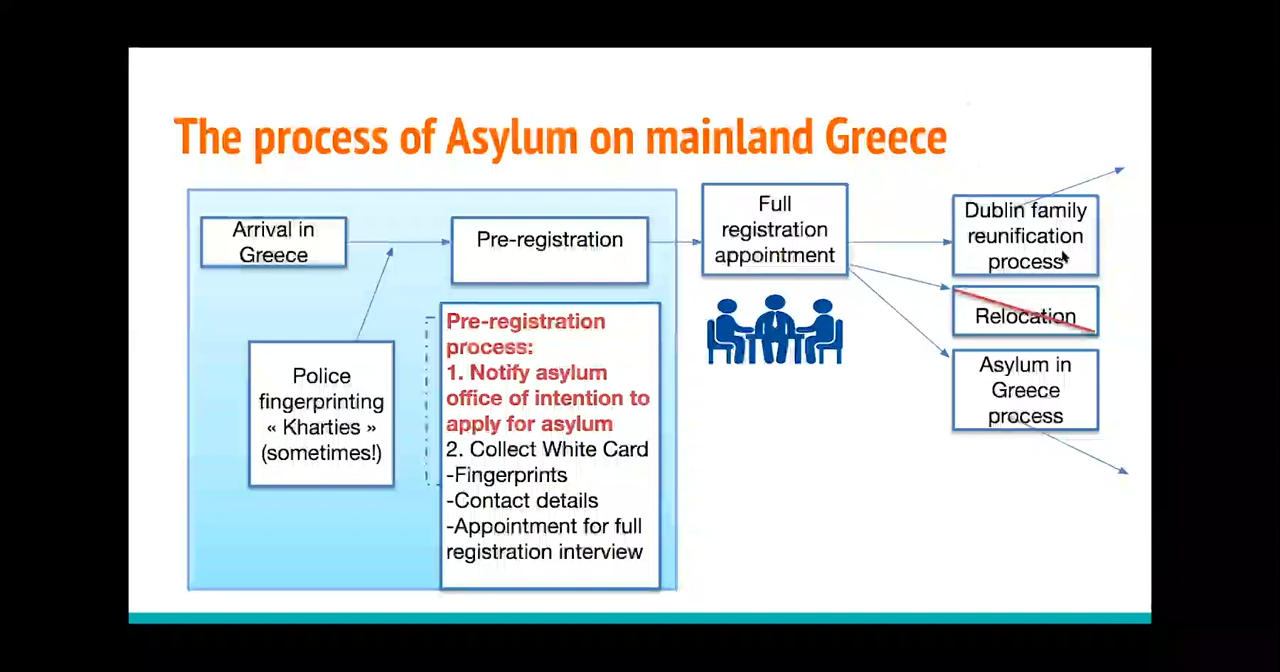 The process of Asylum on mainland Greece
Arrival in
Greece
Pre-registration
Full
registration
appointment
Dublin family
reunification
process
Relocation
Asylum in
Greece
process
Police
fingerprinting
« Kharties »
(sometimes!)
Pre-registration
process:
1. Notify asylum
office of intention to
apply for asylum
2. Collect White Card
-Fingerprints
-Contact details
-Appointment for full
registration interview